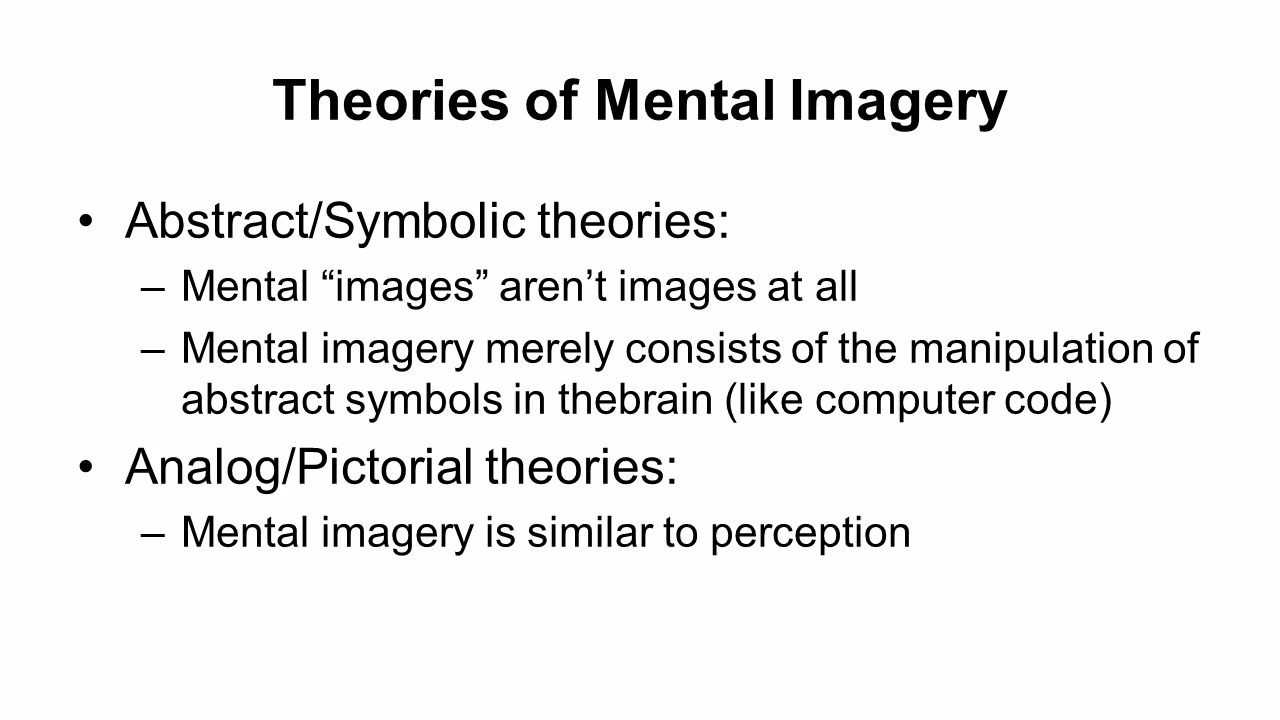 Theories of Mental Imagery
• Abstract/Symbolic theories:
– Mental “images” aren’t images at all
– Mental imagery merely consists of the manipulation of
abstract symbols in thebrain (like computer code)
• Analog/Pictorial theories:
– Mental imagery is similar to perception